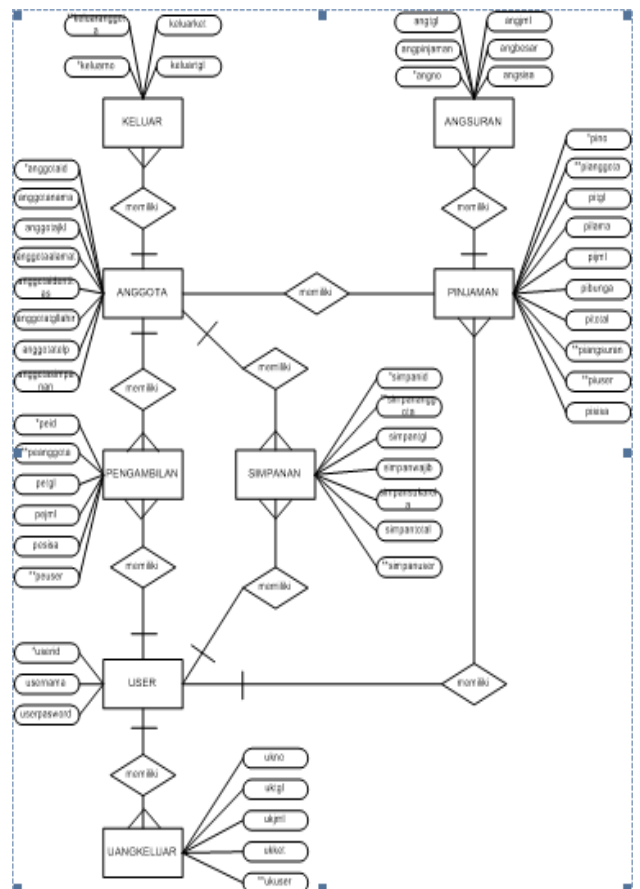 keluarket
*keluarno
keluartgl
KELUAR
memiliki
angtgl
angjml
angpinjaman
angbesar
*angno
angsisa
ANGSURAN
memiliki
*anggotaid
anggotanama
anggotajkl
anggotaalamat
anggotatgllahir
anggotatelp
ANGGOTA
memiliki
PINJAMAN
*pino
**pianggota
pitgl
pilama
pijml
pibunga
pitotal
**piangsuran
**piuser
pisisa
memiliki
memiliki
*peid
**peanggota
petgl
pejml
pesisa
**peuser
PENGAMBILAN
SIMPANAN
*simpanid
simpantgl
simpanwajib
simpantotal
**simpanuser
memiliki
memiliki
*userid
username
userpasword
USER
memiliki
memiliki
UANGKELUAR
ukno
uktgl
ukjml
ukket
**ukuser